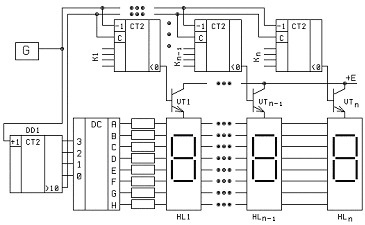 -1 CT2 -1 CT2 -1 CT2
G C C C
K1 Kn-1 Kn
<0 <0 <0
+E
VT1 VTn-1 VTn
DD1 DC A
±1 CT2 3 B
2 C
1 D
0 E
F
>10 G
H
HL1 HLn-1 HLn